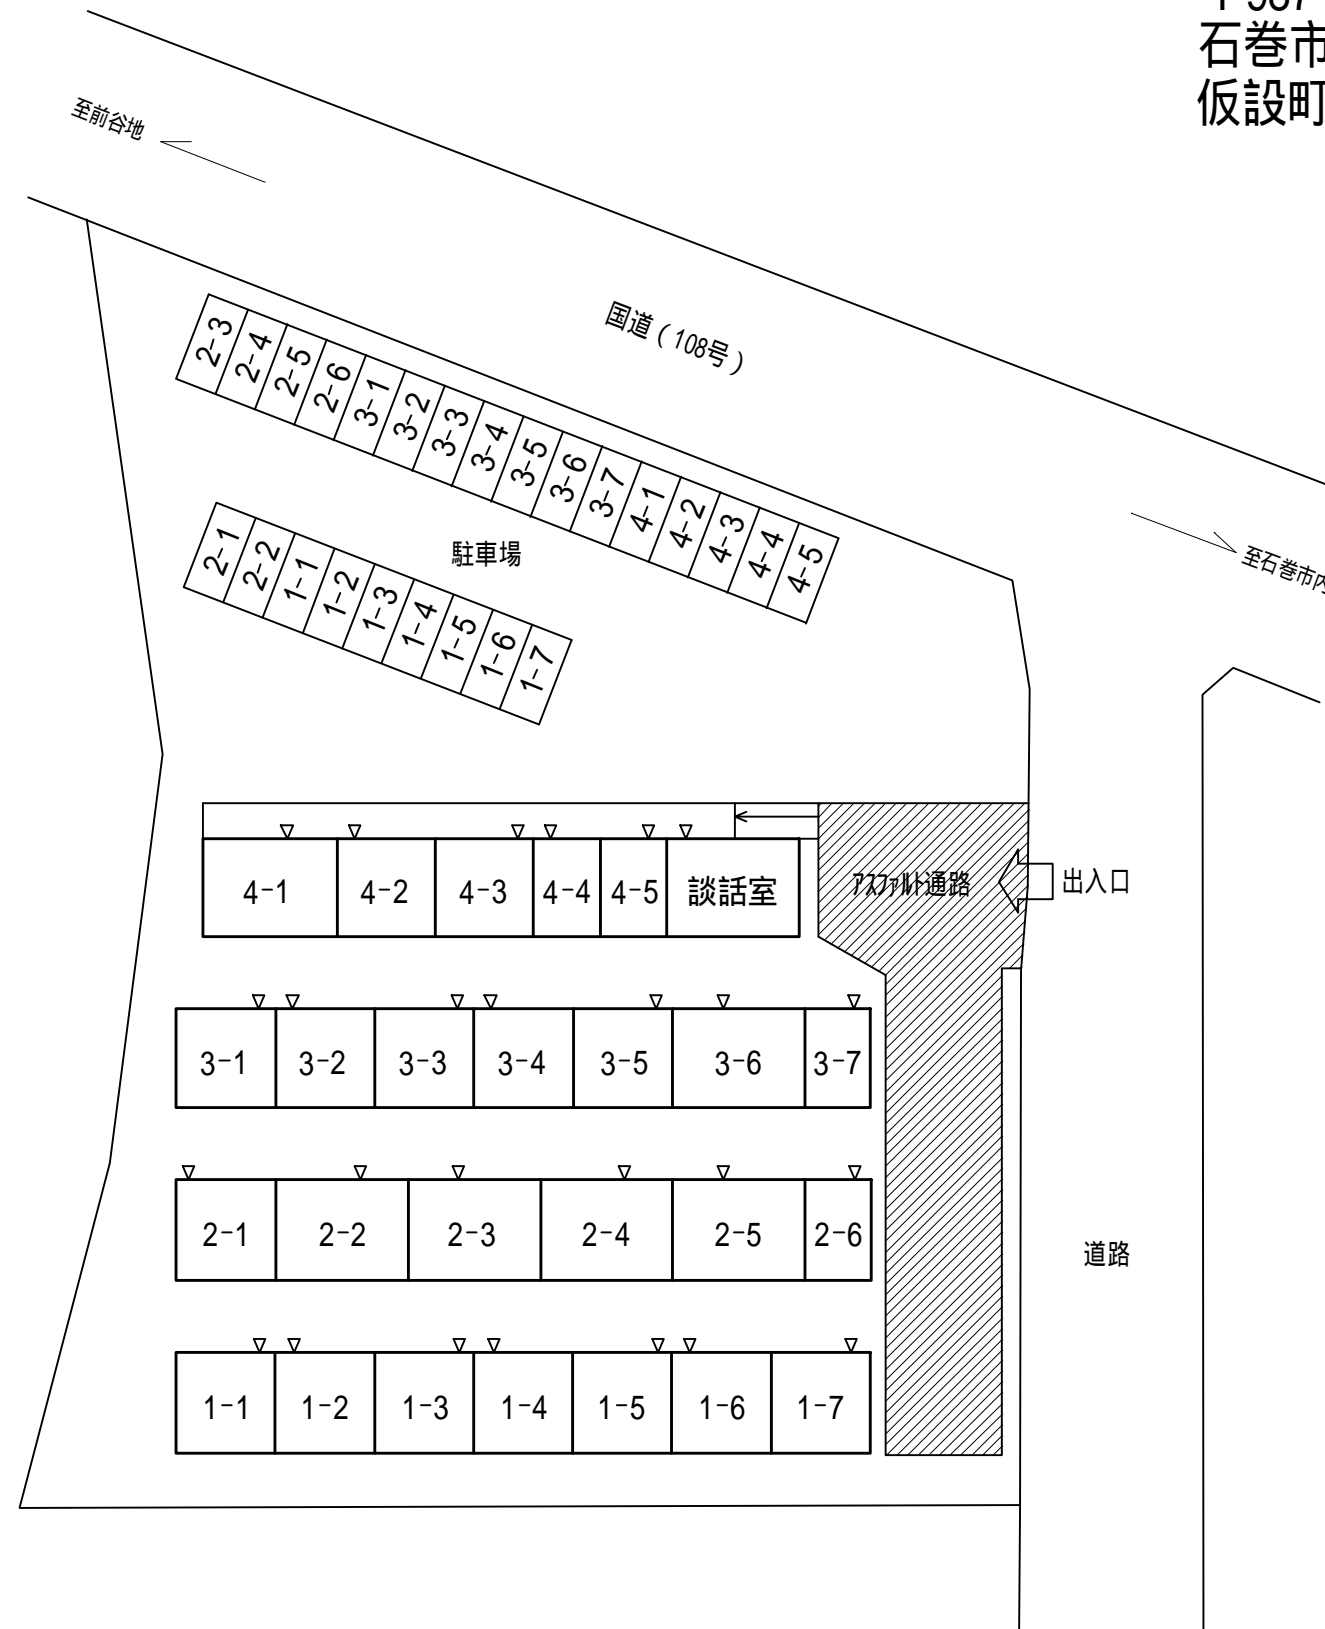 〒987
石巻市
仮設町
至前谷地
国道（108号）
至石巻市内
2-3 2-4 2-5 2-6 3-1 3-2 3-3 3-4 3-5 3-6 3-7 4-1 4-2 4-3 4-4 4-5
駐車場
2-1 2-2 1-1 1-2 1-3 1-4 1-5 1-6 1-7
4-1 4-2 4-3 4-4 4-5 談話室
ｱｽﾌｧﾙﾄ通路
出入口
3-1 3-2 3-3 3-4 3-5 3-6 3-7
2-1 2-2 2-3 2-4 2-5 2-6
道路
1-1 1-2 1-3 1-4 1-5 1-6 1-7